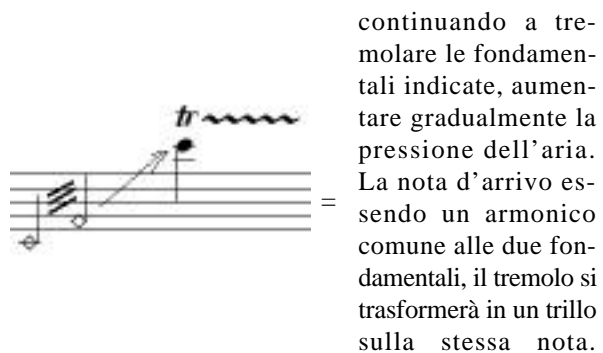 continuando a tre-
molare le fondamen-
tali indicate, aumen-
tare gradualmente la
pressione dell'aria.
tr
La nota d'arrivo es-
=
sendo un armonico
comune alle due fon-
damentali, il tremolo si
trasformerà in un trillo
sulla stessa nota.